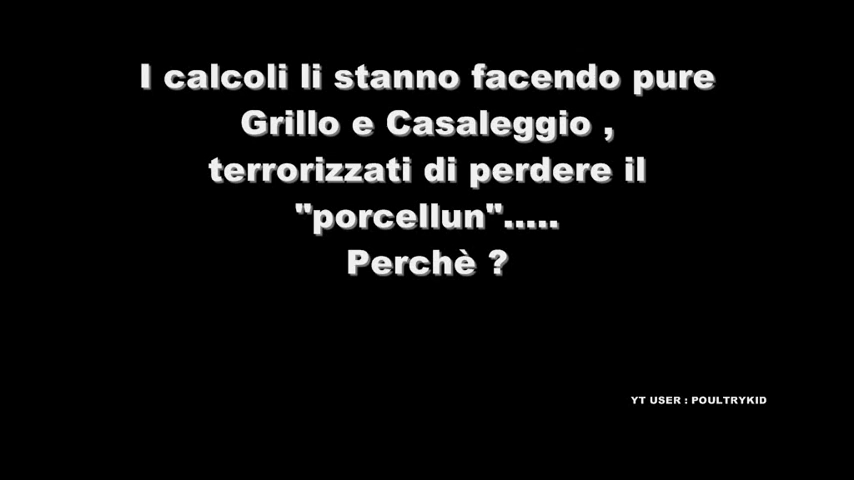 I calcoli li stanno facendo pure
Grillo e Casaleggio ,
terrorizzati di perdere il
"porcellun".....
Perchè ?
YT USER : POULTRYKID